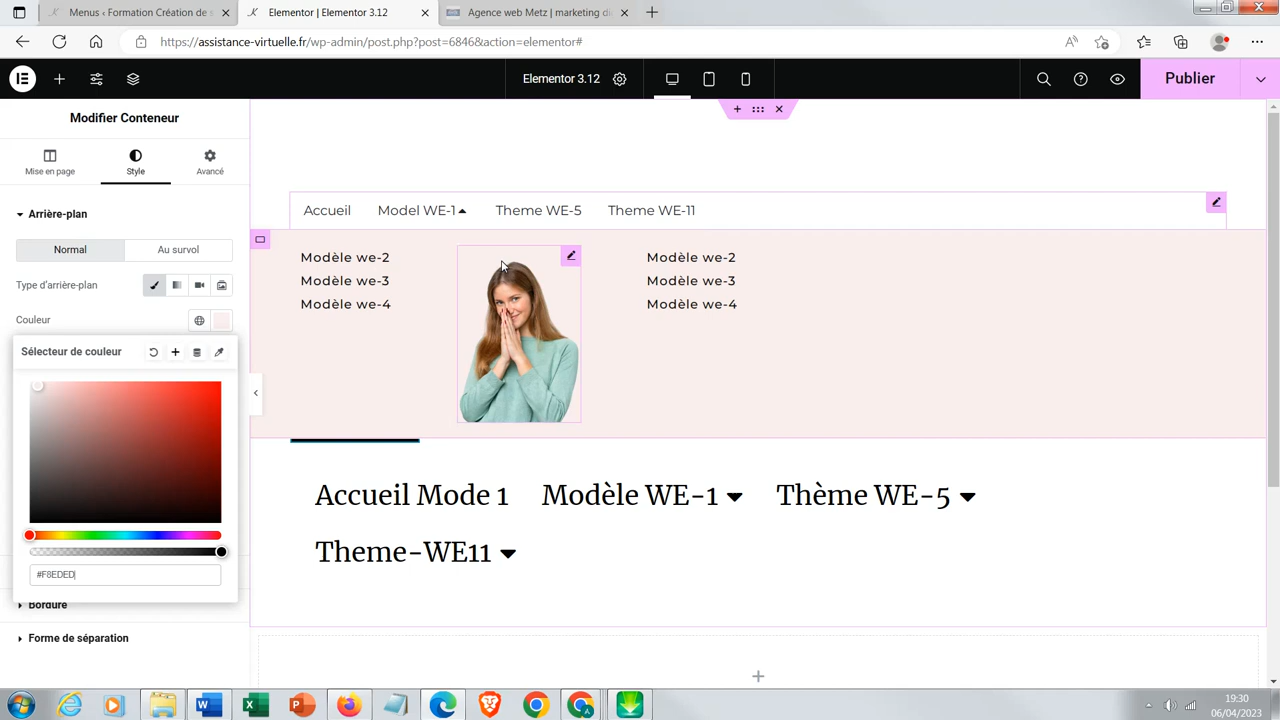 Menus ‹ Formation Création de s
Elementor | Elementor 3.12
Agence web Metz | marketing di
https://assistance-virtuelle.fr/wp-admin/post.php?post=6846&action=elementor#
Elementor 3.12
Publier
Modifier Conteneur
Mise en page
Style
Avancé
Arrière-plan
Normal
Au survol
Type d'arrière-plan
Couleur
Sélecteur de couleur
#F8EDED
Bordure
Forme de séparation
Accueil
Model WE-1
Theme WE-5
Theme WE-11
Modèle we-2
Modèle we-3
Modèle we-4
Modèle we-2
Modèle we-3
Modèle we-4
Accueil Mode 1
Modèle WE-1
Thème WE-5
Theme-WE11
19:30
06/04/2023